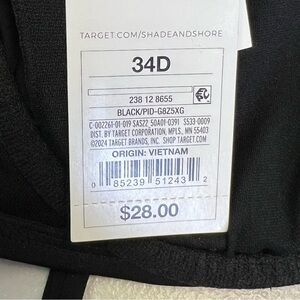 TARGET.COM/SHADEANDSHORE
34D
238 12 8655
BLACK/PID-G8Z5XG
C-002261-01-019 SAS22 50A01-0391 S533-0009
DIST. BY TARGET CORPORATION, MPLS., MN 55403
©2024 TARGET BRANDS, INC. SHOP TARGET.COM
ORIGIN: VIETNAM
0 85239 51243 2
$28.00